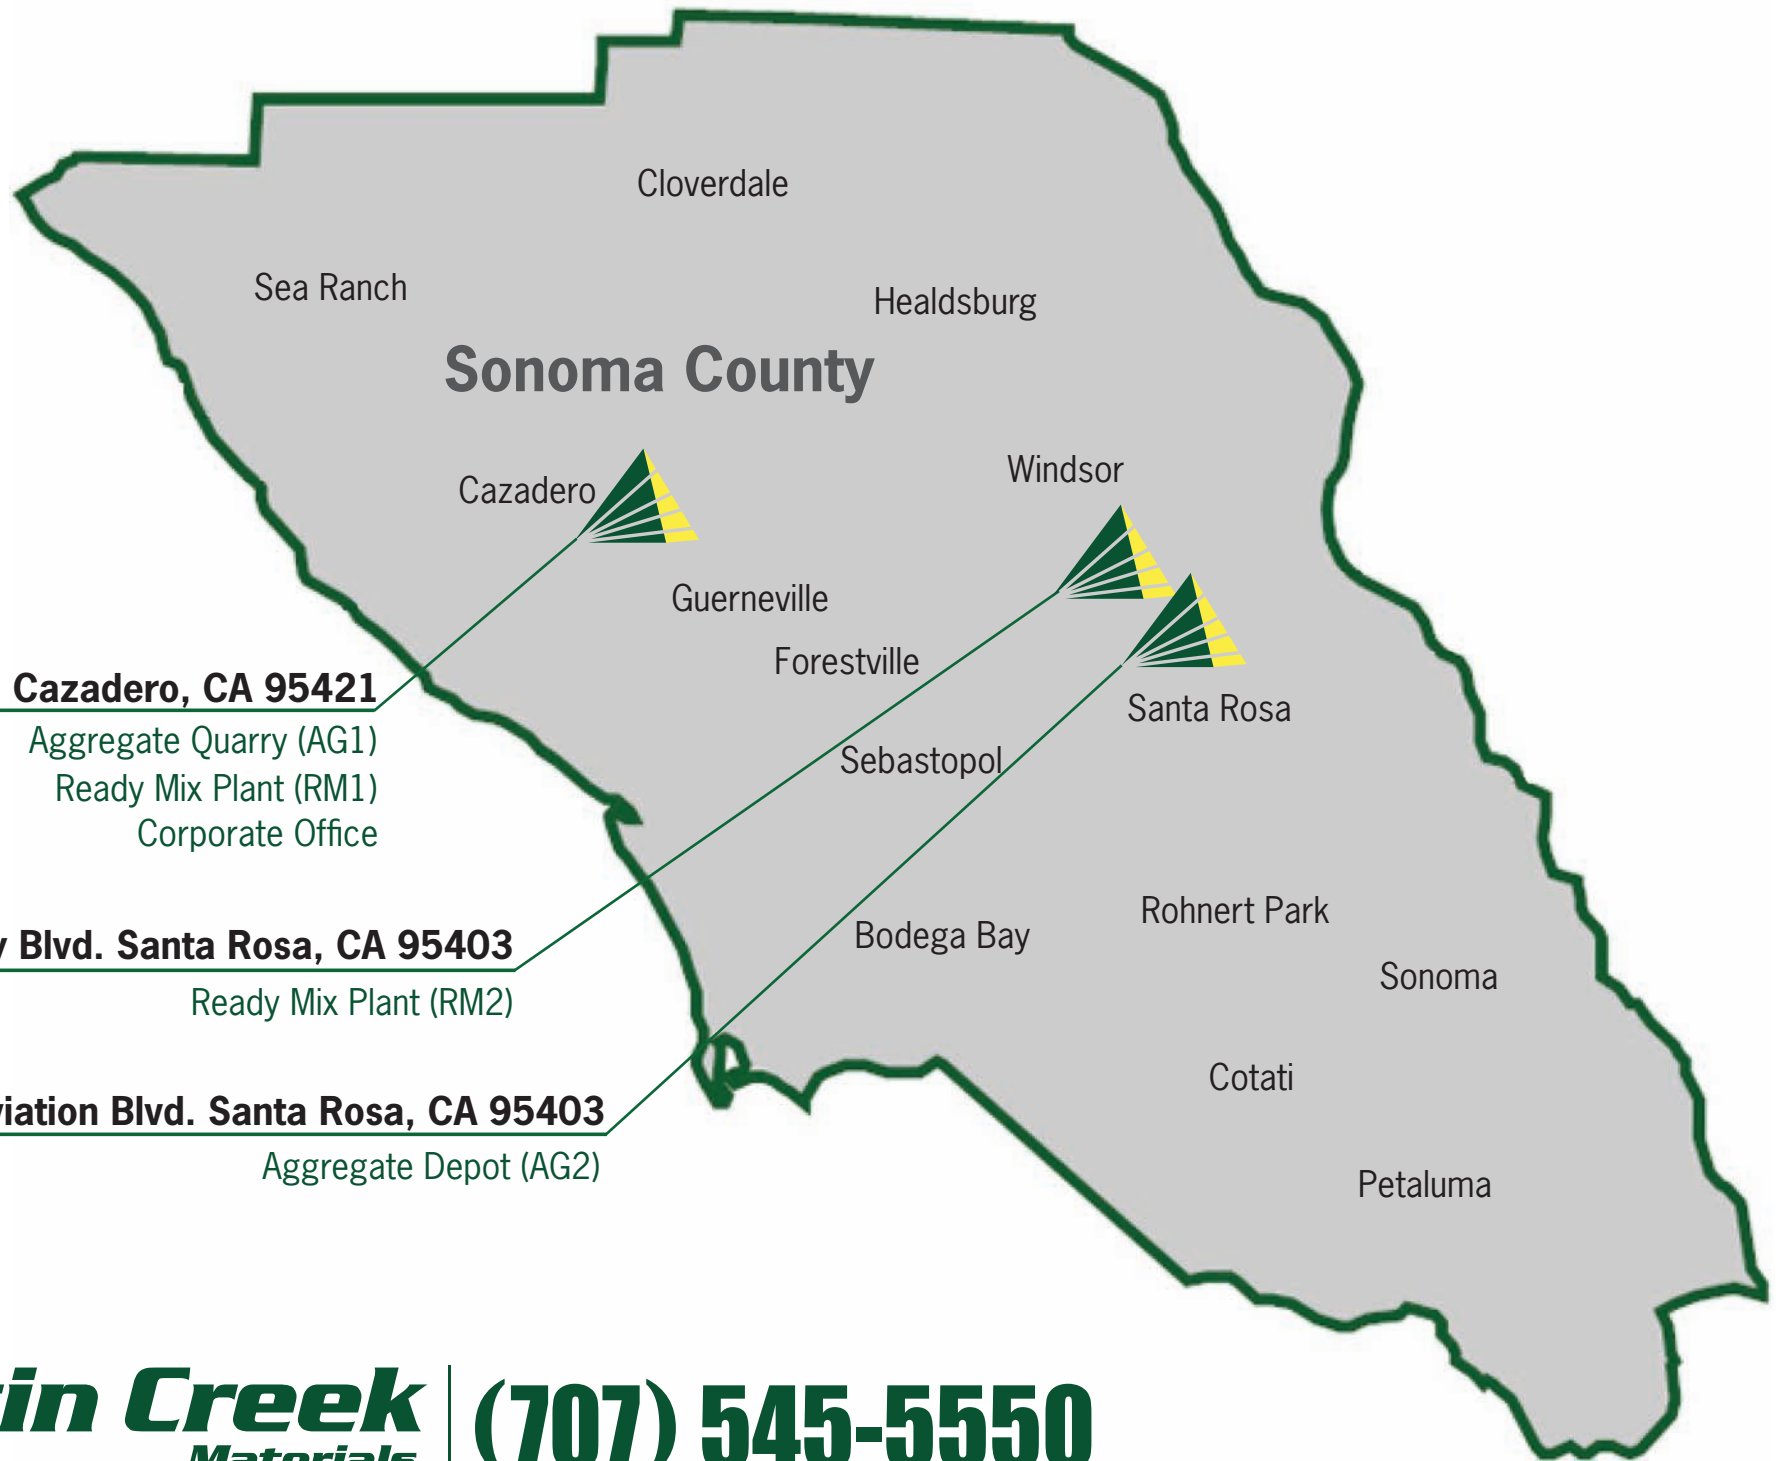 Cloverdale
Sea Ranch
Healdsburg
Sonoma County
Windsor
Cazadero
Guerneville
Forestville
Cazadero, CA 95421
Aggregate Quarry (AG1)
Ready Mix Plant (RM1)
Corporate Office
Santa Rosa
Sebastopol
Rohnert Park
Bodega Bay
Blvd. Santa Rosa, CA 95403
Ready Mix Plant (RM2)
Sonoma
Cotati
viation Blvd. Santa Rosa, CA 95403
Aggregate Depot (AG2)
Petaluma
in Creek
Materials
(707) 545-5550